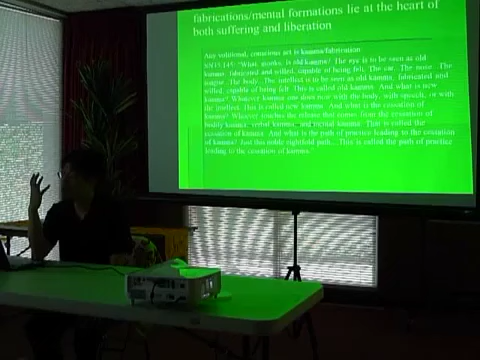 fabrications/mental formations lie at the heart of
both suffering and liberation
Any volitional, conscious act is kamma/fabrication
SN35.145: "What, monks, is old kamma? The eye is to be seen as old
kamma, fabricated and willed, capable of being felt. The ear.. The nose.. The
tongue.. The body.. The intellect is to be seen as old kamma, fabricated and
willed, capable of being felt. This is called old kamma. And what is new
kamma? Whatever kamma one does now with the body, with speech, or with
the intellect. This is called new kamma. And what is the cessation of
kamma? Whoever touches the release that comes from the cessation of
bodily kamma, verbal kamma, and mental kamma. This is called the
cessation of kamma. And what is the path of practice leading to the cessation
of kamma? Just this noble eightfold path... This is called the path of practice
leading to the cessation of kamma."